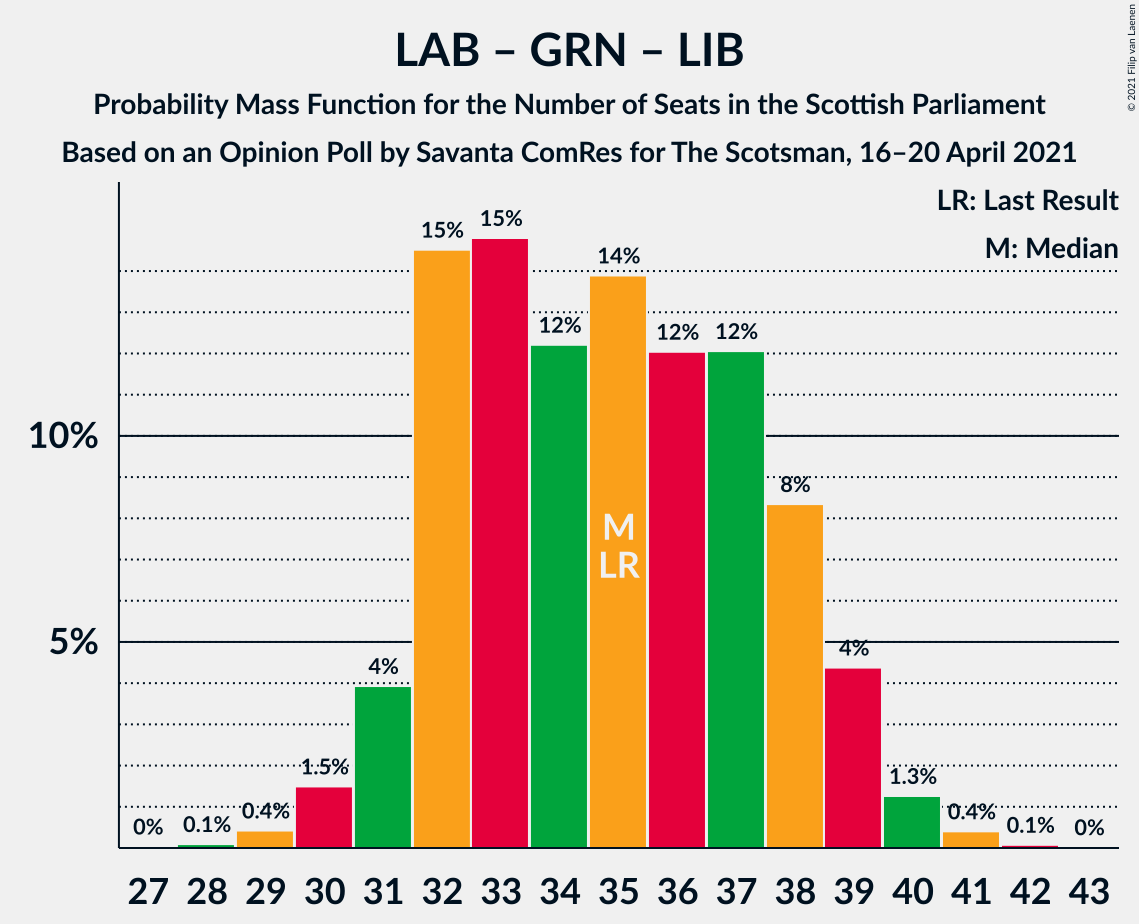 LAB – GRN – LIB
Probability Mass Function for the Number of Seats in the Scottish Parliament
Based on an Opinion Poll by Savanta ComRes for The Scotsman, 16–20 April 2021
© 2021 Filip van Laenen
LR: Last Result
M: Median
10%
5%
0%
0.1%
0.4%
1.5%
4%
15%
15%
12%
14%
12%
12%
8%
4%
1.3%
0.4%
0.1%
0%
M
LR
27 28 29 30 31 32 33 34 35 36 37 38 39 40 41 42 43